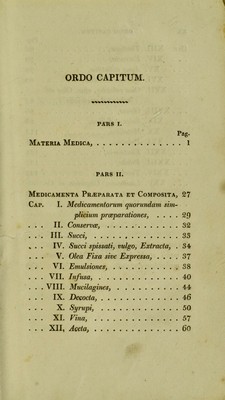 ORDO CAPITUM.
PARS I.
Pag.
MATERIA MEDICA, . . . . . . . . . . . . . . 1
PARS II.
MEDICAMENTA PRÆPARATA ET COMPOSITA, 27
CAP. I. Medicamentorum quorundam sim-
plicium præparationes, . . . . 29
. . . II. Conservæ, . . . . . . . . . . . . 32
. . . III. Succi, . . . . . . . . . . . . . . 33
. . . IV. Succi spissati, vulgo, Extracta, . 34
. . . V. Olea Fixa sive Expressa, . . . . 37
. . . VI. Emulsiones, . . . . . . . . . . . 38
. . . VII. Infusa, . . . . . . . . . . . . . 40
. . . VIII. Mucilagines, . . . . . . . . . . 44
. . . IX. Decocta, . . . . . . . . . . . . 46
. . . X. Syrupi, . . . . . . . . . . . . . 50
. . . XI. Vina, . . . . . . . . . . . . . . 57
. . . XII, Aceta, . . . . . . . . . . . . . 60